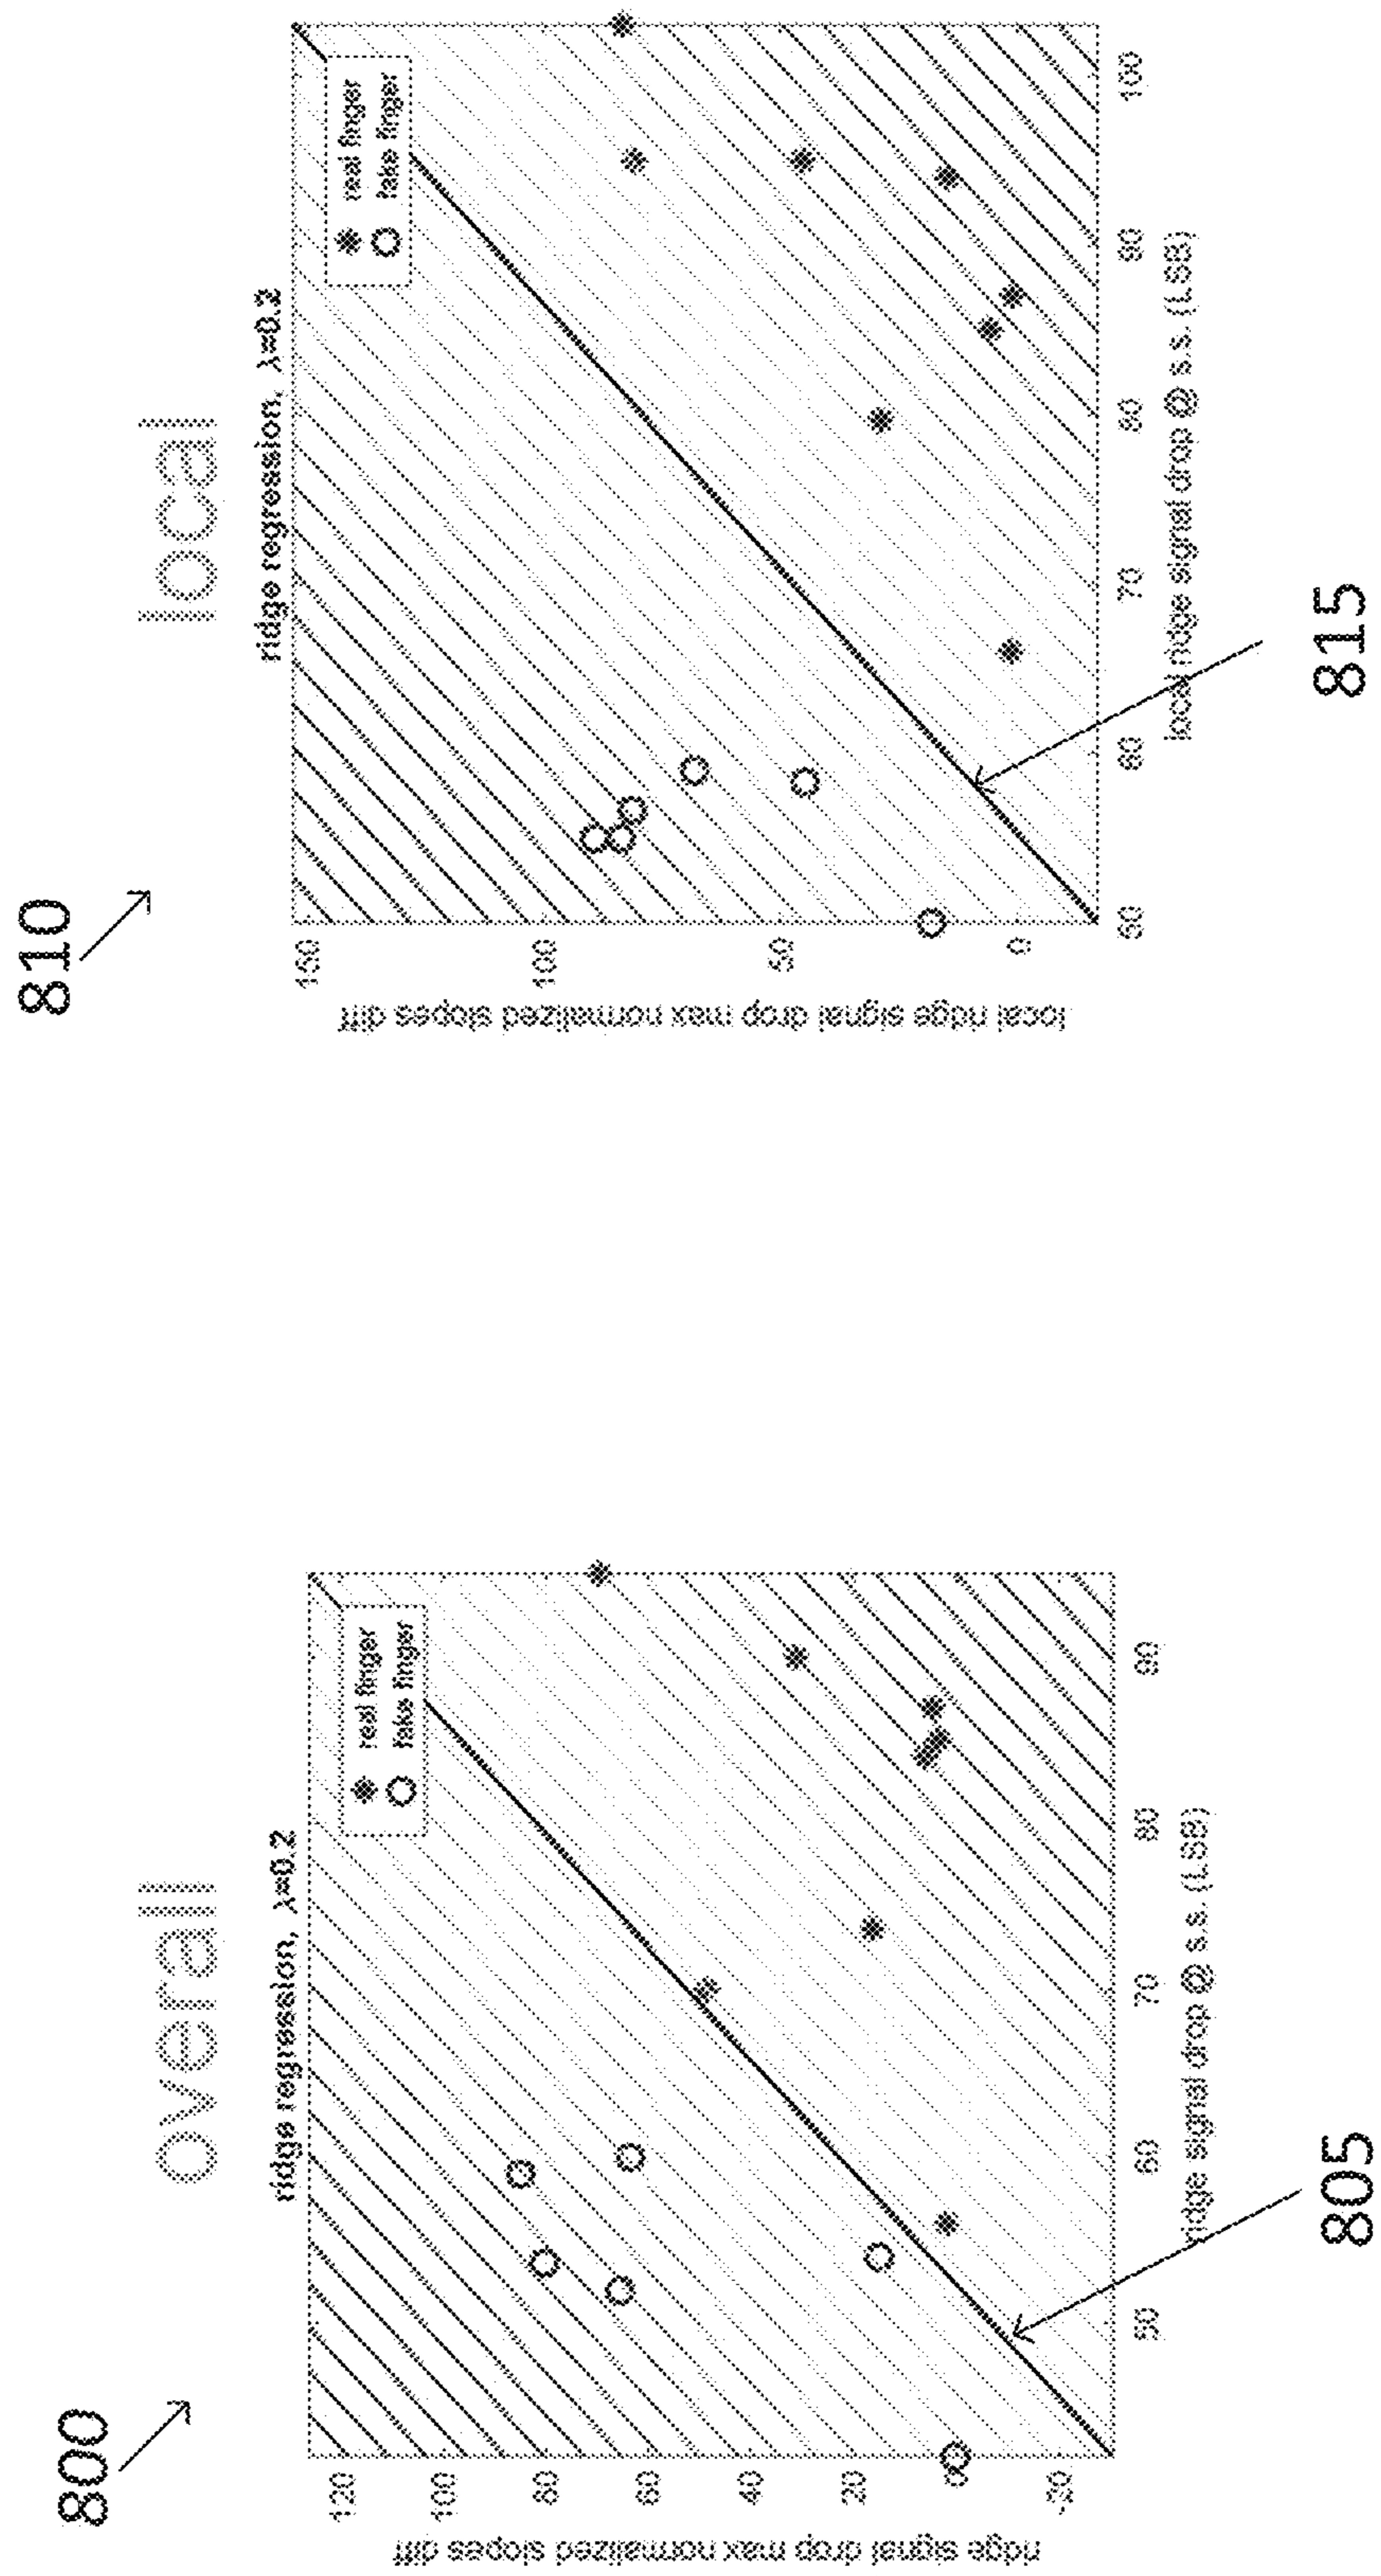 800
overall
ridge regression, λ=0.2
real finger
fake finger
120
100
80
60
40
20
0
-20
ridge signal drop max normalized slopes diff
50
60
70
80
90
ridge signal drop @ s.s. (LSB)
805
810
local
ridge regression, λ=0.2
real finger
fake finger
150
100
50
0
local ridge signal drop max normalized slopes diff
50
60
70
80
90
100
local ridge signal drop @ s.s. (LSB)
815